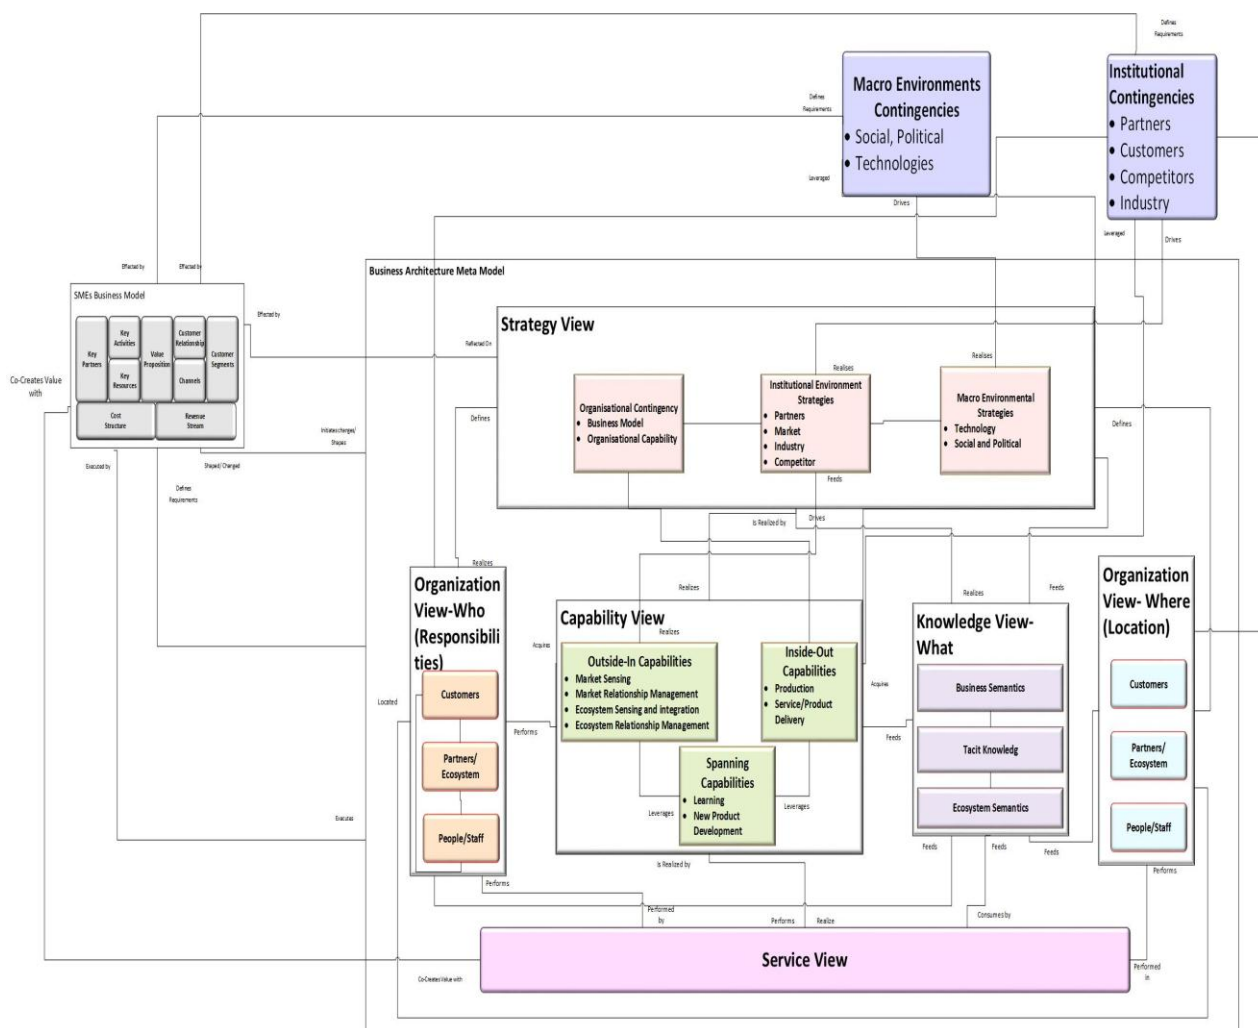 Defines
Requirements
Macro Environments
Contingencies
• Social, Political
• Technologies
Institutional
Contingencies
• Partners
• Customers
• Competitors
• Industry
Defines
Requirements
Leveraged
Drives
Leveraged
Drives
Effected by
Effected by
Business Architecture Meta Model
SMEs Business Model
Key
Partners
Key
Activities
Key
Resources
Value
Proposition
Customer
Relationship
Channels
Customer
Segments
Cost
Structure
Revenue
Stream
Effected by
Reflected On
Co-Creates Value
with
Executed by
Shaped/ Changed
Initiates changes/
Shapes
Defines
Requirements
Strategy View
Realises
Realises
Organisational Contingency
• Business Model
• Organisational Capability
Institutional Environment
Strategies
• Partners
• Market
• Industry
• Competitor
Macro Environmental
Strategies
• Technology
• Social and Political
Defines
Defines
Feeds
Is Realized by
Drives
Realizes
Realizes
Realizes
Realizes
Feeds
Organization
View-Who
(Responsibili
ties)
Customers
Partners/
Ecosystem
People/Staff
Acquires
Located
Performs
Executes
Capability View
Outside-In Capabilities
• Market Sensing
• Market Relationship Management
• Ecosystem Sensing and integration
• Ecosystem Relationship Management
Inside-Out
Capabilities
• Production
• Service/Product
Delivery
Spanning
Capabilities
• Learning
• New Product
Development
Leverages
Leverages
Acquires
Feeds
Knowledge View-
What
Business Semantics
Tacit Knowledg
Ecosystem Semantics
Organization
View- Where
(Location)
Customers
Partners/
Ecosystem
People/Staff
Is Realized by
Feeds
Feeds
Feeds
Performs
Performs
Performed
by
Performs
Realize
Consumes by
Service View
Co-Creates Value with
Performed
In